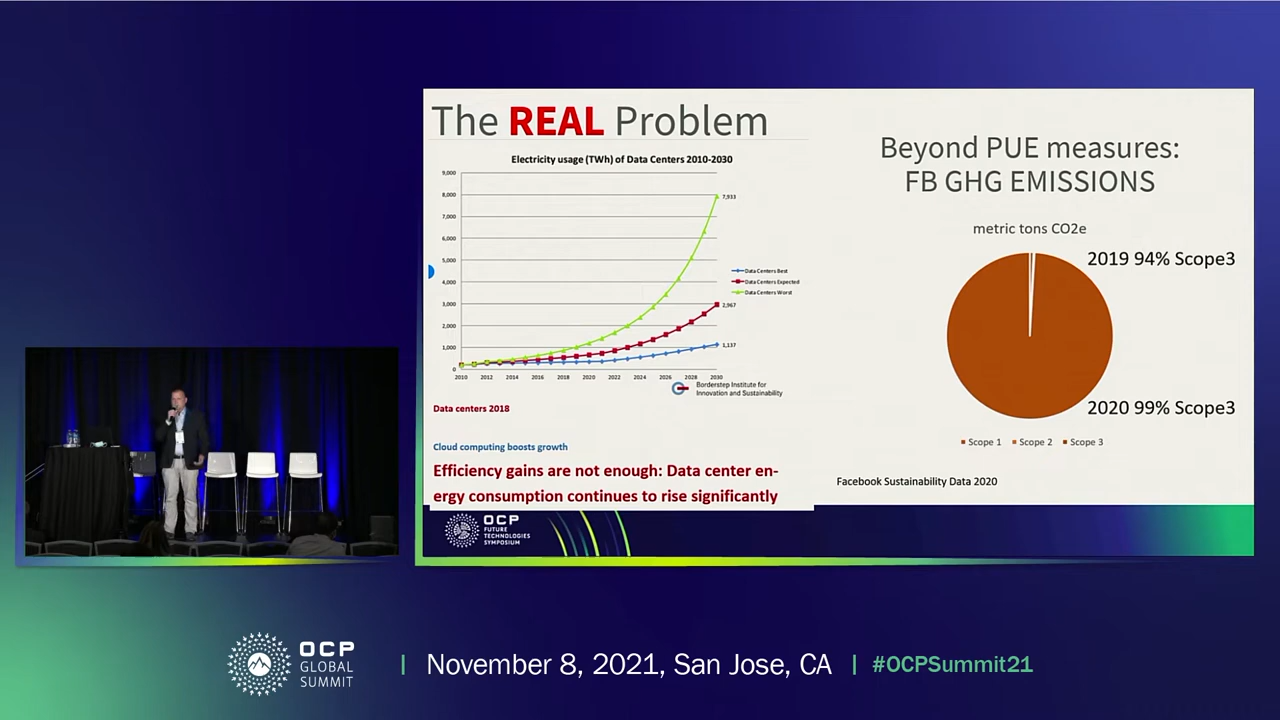 The REAL Problem
Electricity usage (TWh) of Data Centers 2010-2030
9,000
8,000
7,000
6,000
5,000
4,000
3,000
2,000
1,000
0
2010 2012 2014 2016 2018 2020 2022 2024 2026 2028 2030
7,933
2,967
1,137
Data Centers Best
Data Centers Expected
Data Centers Worst
Borderstep Institute for
Innovation and Sustainability
Data centers 2018
Cloud computing boosts growth
Efficiency gains are not enough: Data center en-
ergy consumption continues to rise significantly
Beyond PUE measures:
FB GHG EMISSIONS
metric tons CO2e
2019 94% Scope3
2020 99% Scope3
Scope 1 Scope 2 Scope 3
Facebook Sustainability Data 2020
OCP
FUTURE
TECHNOLOGIES
SYMPOSIUM
OCP
GLOBAL
SUMMIT
| November 8, 2021, San Jose, CA | #OCPSummit21